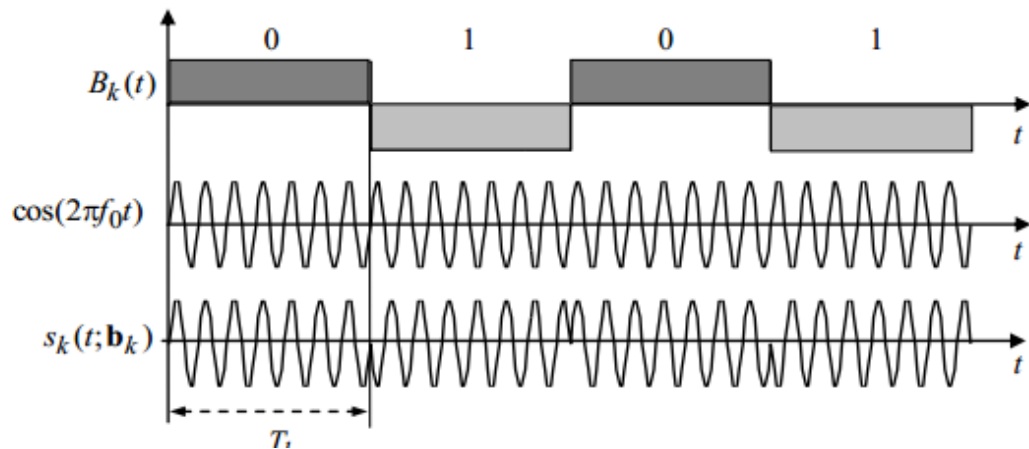 0 1 0 1
B_k(t)
t
cos(2πf_0t)
t
s_k(t;𝐛_k)
t